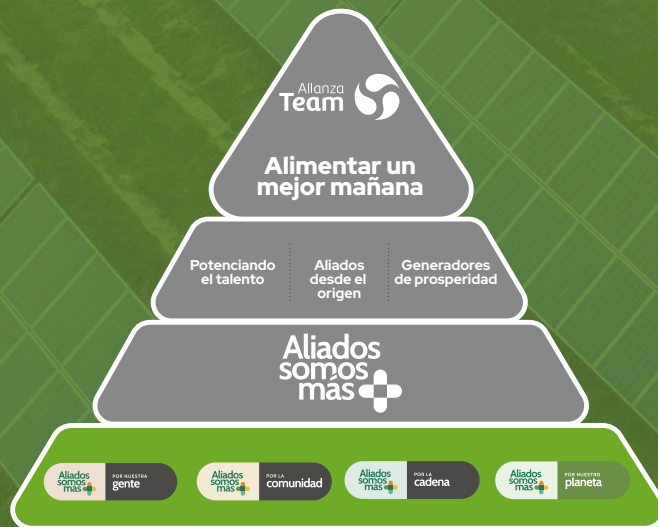 Alianza
Team
Alimentar un
mejor mañana
Potenciando
el talento
Aliados
desde el
origen
Generadores
de prosperidad
Aliados
somos
más
Aliados
somos
más
POR NUESTRA
gente
Aliados
somos
más
POR LA
comunidad
Aliados
somos
más
POR LA
cadena
Aliados
somos
más
POR NUESTRO
planeta